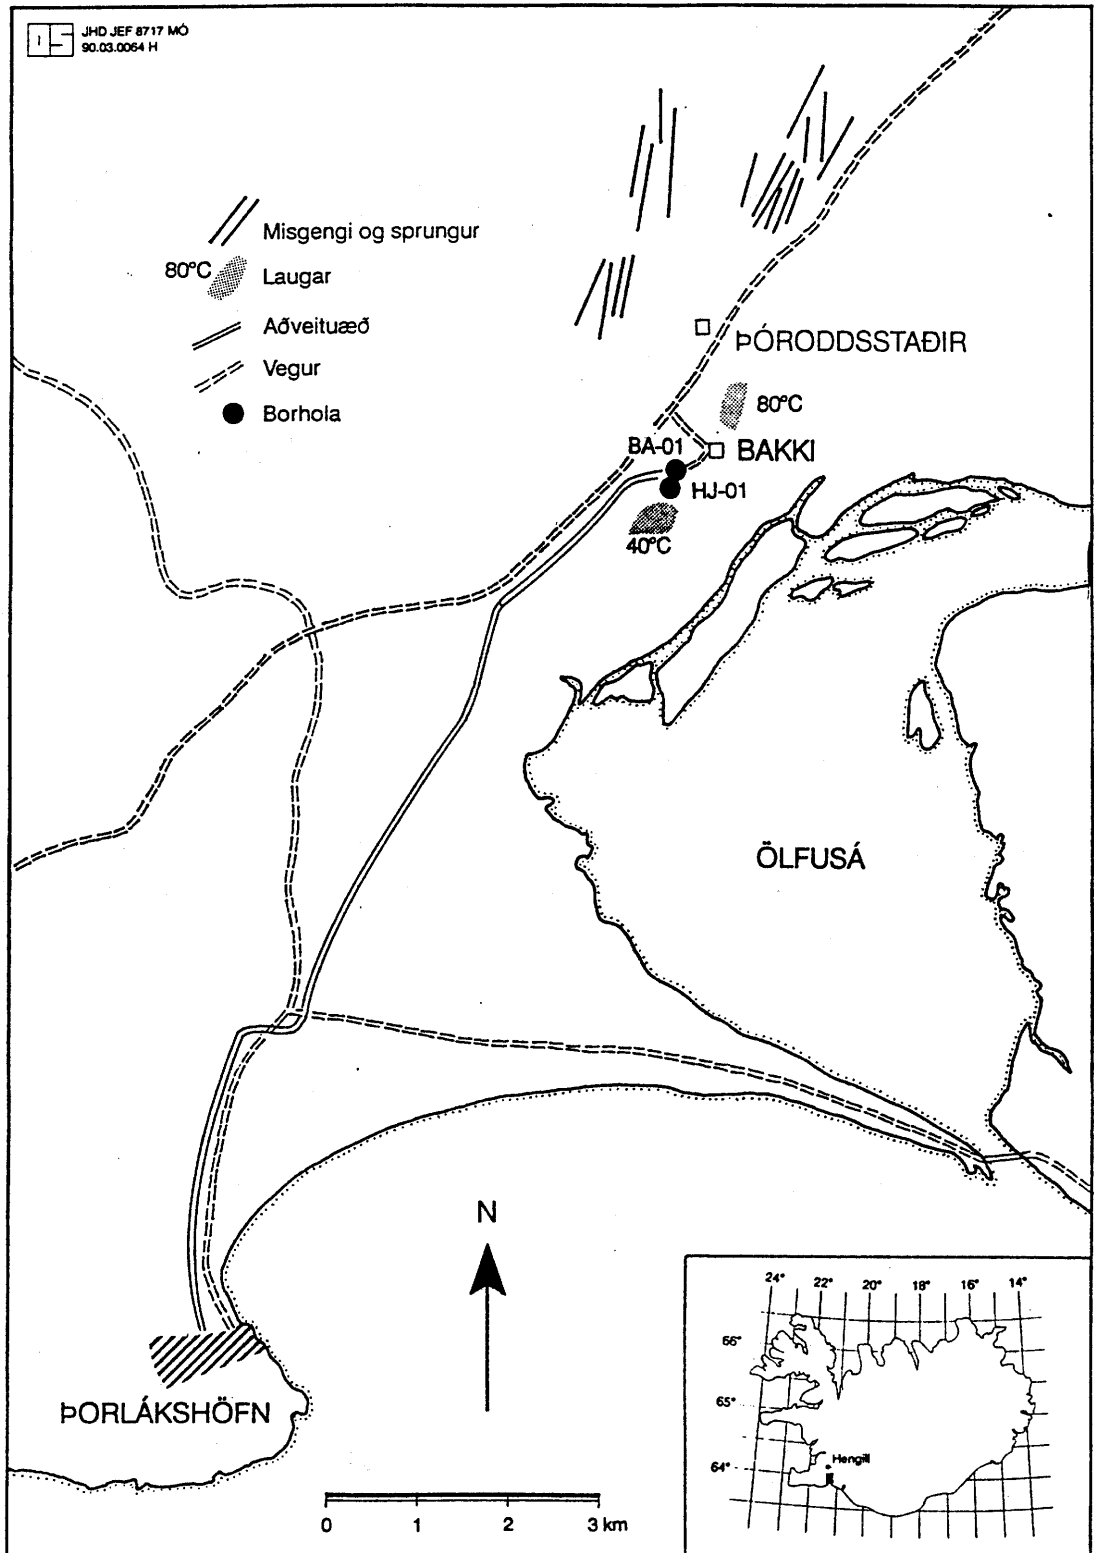 OS
JHD JEF 8717 MÓ
90.03.0064 H
Misgengi og sprungur
80°C Laugar
Aðveituæð
Vegur
Borhola
ÞÓRODDSSTAÐIR
80°C
BA-01 BAKKI
HJ-01
40°C
ÖLFUSÁ
N
ÞORLÁKSHÖFN
0 1 2 3 km
24° 22° 20° 18° 16° 14°
66°
65°
64°
Hengill